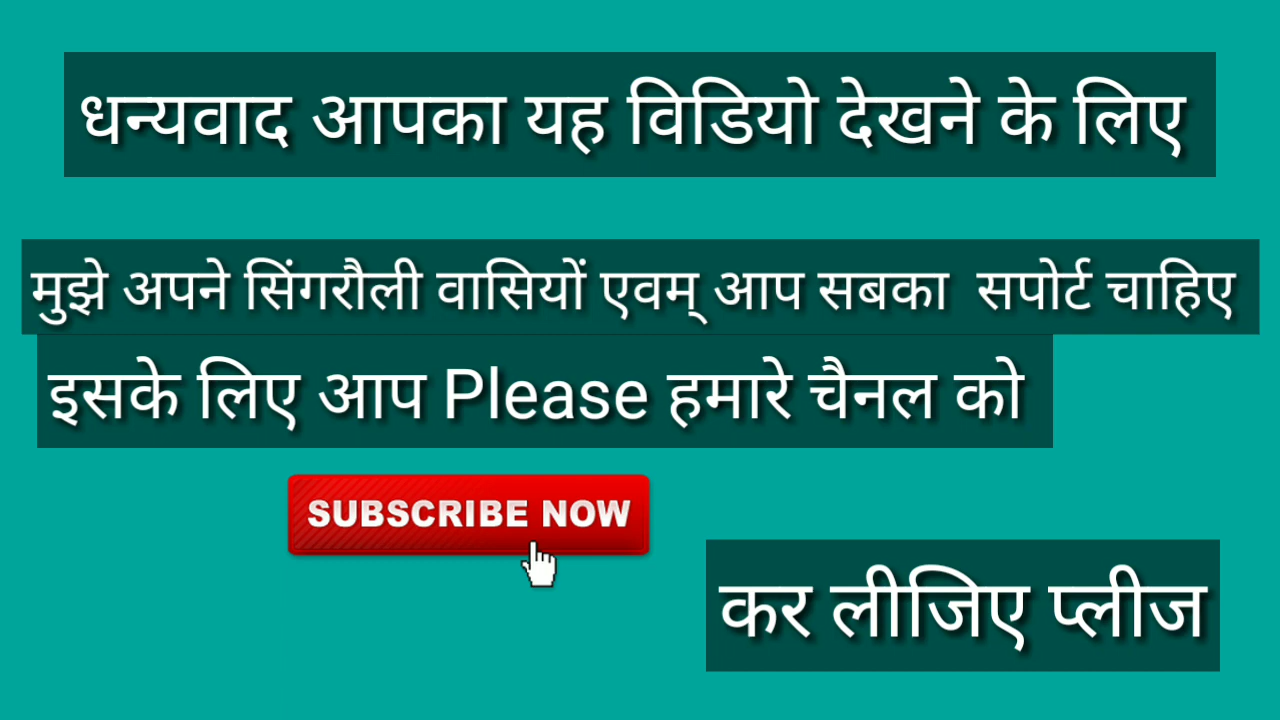 धन्यवाद आपका यह विडियो देखने के लिए
मुझे अपने सिंगरौली वासियों एवम् आप सबका सपोर्ट चाहिए
इसके लिए आप Please हमारे चैनल को
SUBSCRIBE NOW
कर लीजिए प्लीज